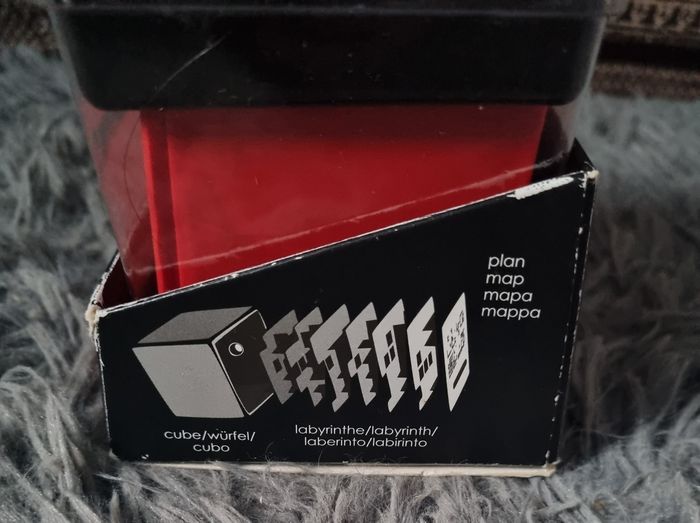 plan
map
mapa
mappa
cube/würfel/
cubo
labyrinthe/labyrinth/
laberinto/labirinto